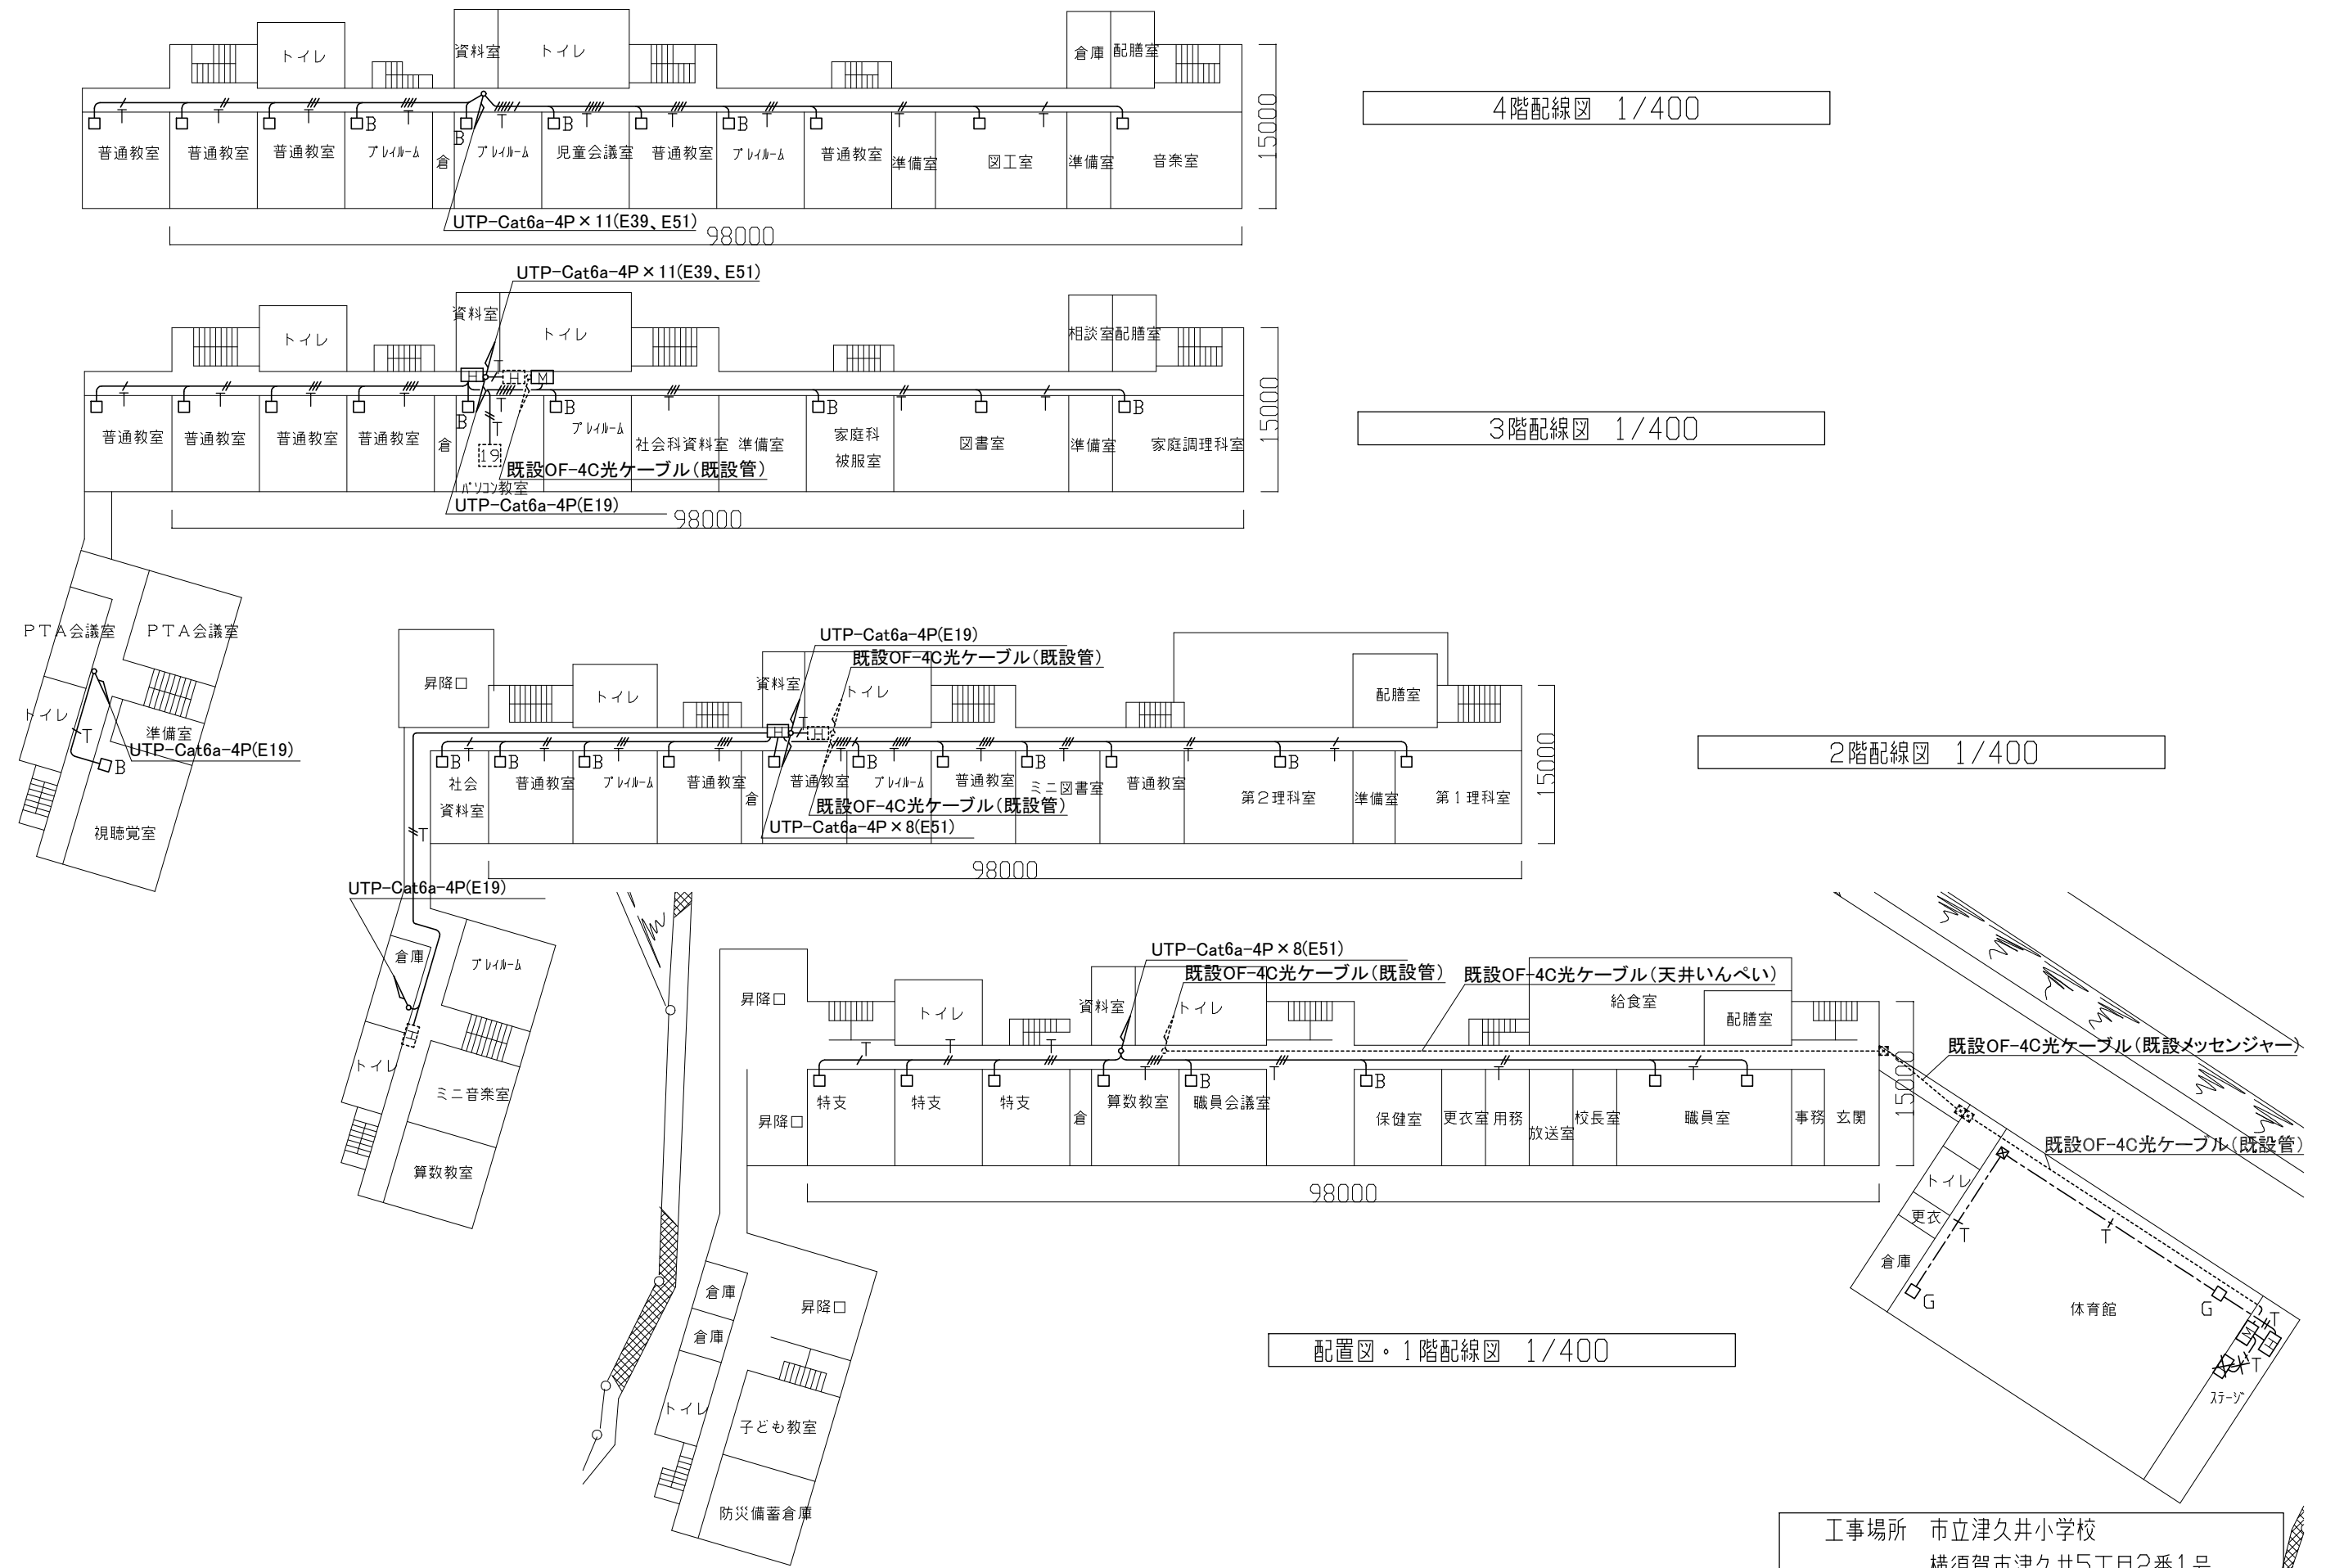 資料室
トイレ
トイレ
倉庫
配膳室
4階配線図 1/400
15000
T T T T T T T T T T
B B B B
普通教室
普通教室
普通教室
プレイルーム
倉
プレイルーム
児童会議室
普通教室
プレイルーム
普通教室
準備室
図工室
準備室
音楽室
UTP-Cat6a-4P×11(E39、E51)
98000
UTP-Cat6a-4P×11(E39、E51)
資料室
トイレ
トイレ
相談室
配膳室
3階配線図 1/400
15000
H T H M
T T T T T T T T
B B B B
T
19
普通教室
普通教室
普通教室
普通教室
倉
パソコン教室
プレイルーム
社会科資料室
準備室
家庭科
被服室
図書室
準備室
家庭調理科室
既設OF-4C光ケーブル(既設管)
UTP-Cat6a-4P(E19)
98000
PTA会議室
PTA会議室
トイレ
準備室
T
B
UTP-Cat6a-4P(E19)
視聴覚室
UTP-Cat6a-4P(E19)
既設OF-4C光ケーブル(既設管)
昇降口
トイレ
資料室
トイレ
配膳室
2階配線図 1/400
15000
H T H
T T T T T T T T T T
B B B B B B
社会
資料室
普通教室
プレイルーム
普通教室
倉
普通教室
プレイルーム
普通教室
ミニ図書室
普通教室
第2理科室
準備室
第1理科室
既設OF-4C光ケーブル(既設管)
UTP-Cat6a-4P×8(E51)
98000
T
UTP-Cat6a-4P(E19)
倉庫
プレイルーム
H
トイレ
ミニ音楽室
算数教室
UTP-Cat6a-4P×8(E51)
既設OF-4C光ケーブル(既設管)
既設OF-4C光ケーブル(天井いんぺい)
昇降口
トイレ
資料室
トイレ
給食室
配膳室
15000
既設OF-4C光ケーブル(既設メッセンジャー)
T T T T T T T
B B
昇降口
特支
特支
特支
倉
算数教室
職員会議室
保健室
更衣室
用務
放送室
校長室
職員室
事務
玄関
98000
既設OF-4C光ケーブル(既設管)
トイレ
更衣
倉庫
T
T
G
G
体育館
T
M
H
T
ステージ
倉庫
倉庫
昇降口
トイレ
子ども教室
防災備蓄倉庫
配置図・1階配線図 1/400
工事場所 市立津久井小学校
横須賀市津久井5丁目2番1号